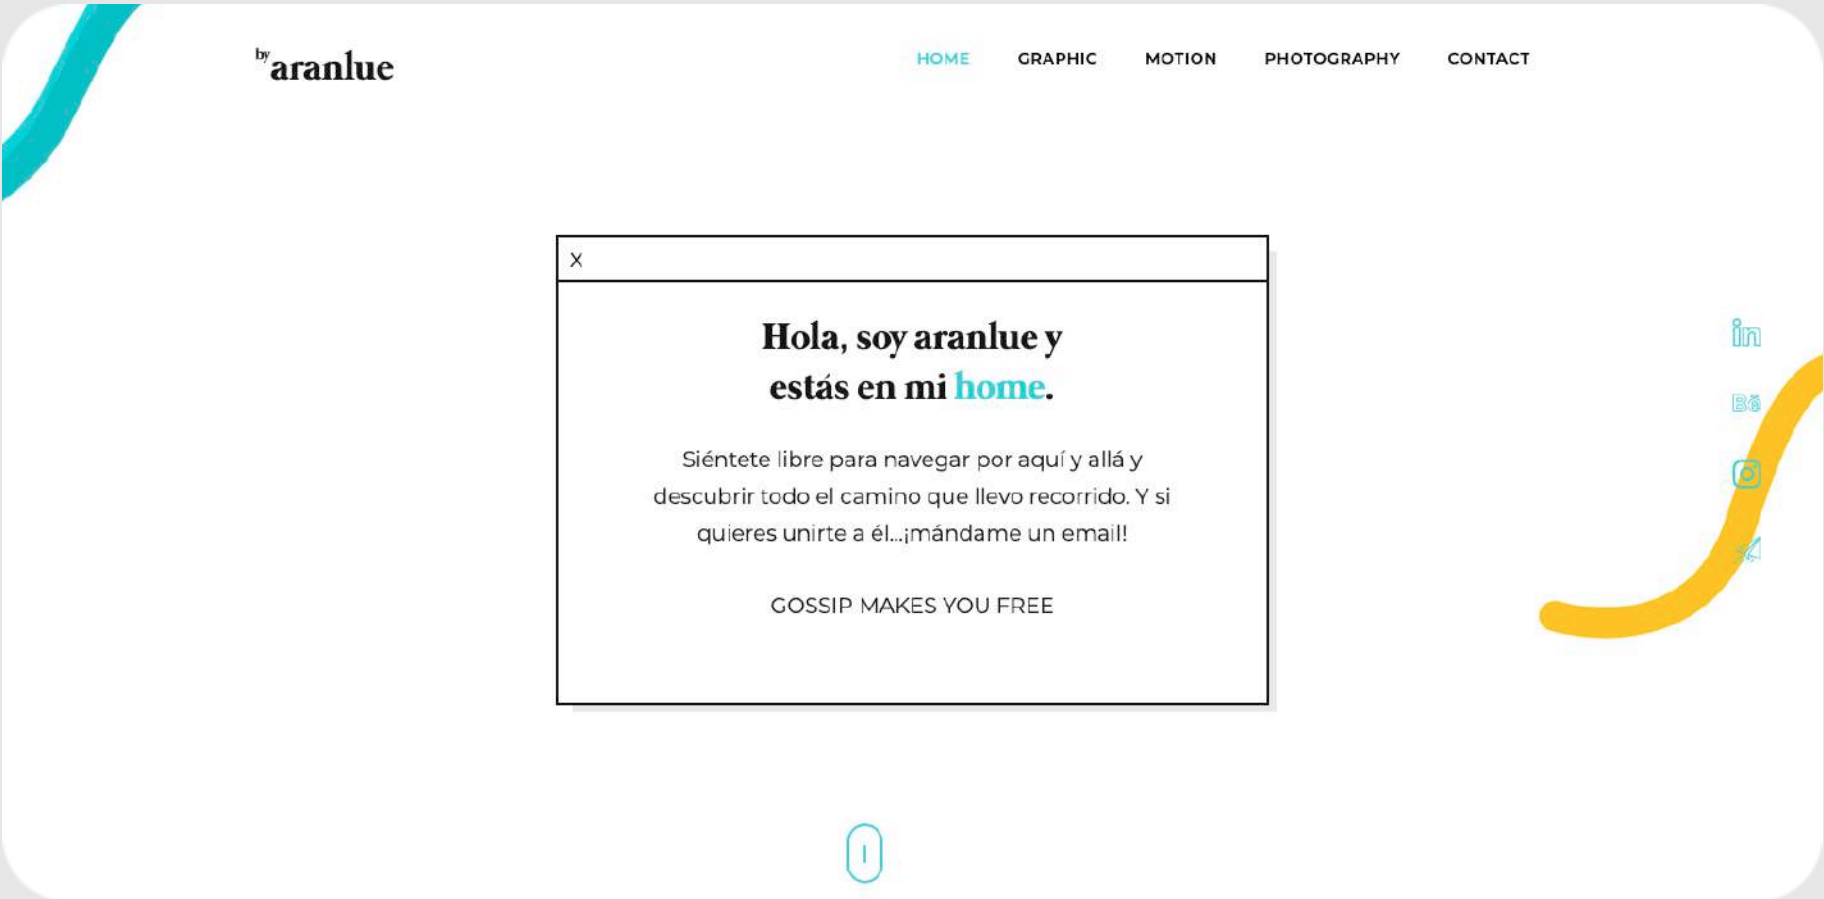 by aranlue
HOME GRAPHIC MOTION PHOTOGRAPHY CONTACT
X
Hola, soy aranlue y
estás en mi home.
Siéntete libre para navegar por aquí y allá y
descubrir todo el camino que llevo recorrido. Y si
quieres unirte a él...¡mándame un email!
GOSSIP MAKES YOU FREE
in
Bē